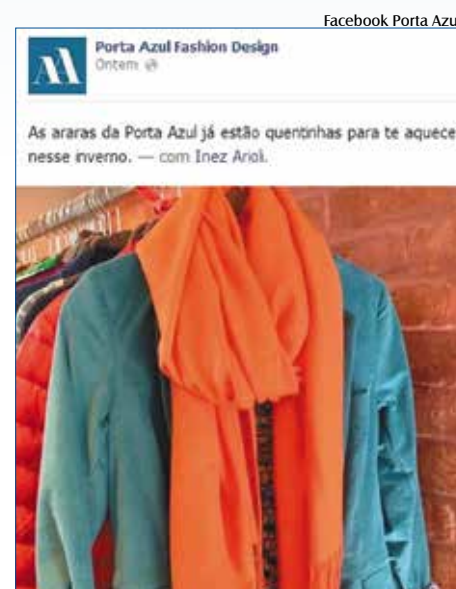 Facebook Porta Azu
Porta Azul Fashion Design
Ontem
As araras da Porta Azul já estão quentinhas para te aquece
nesse inverno. — com Inez Arioli.